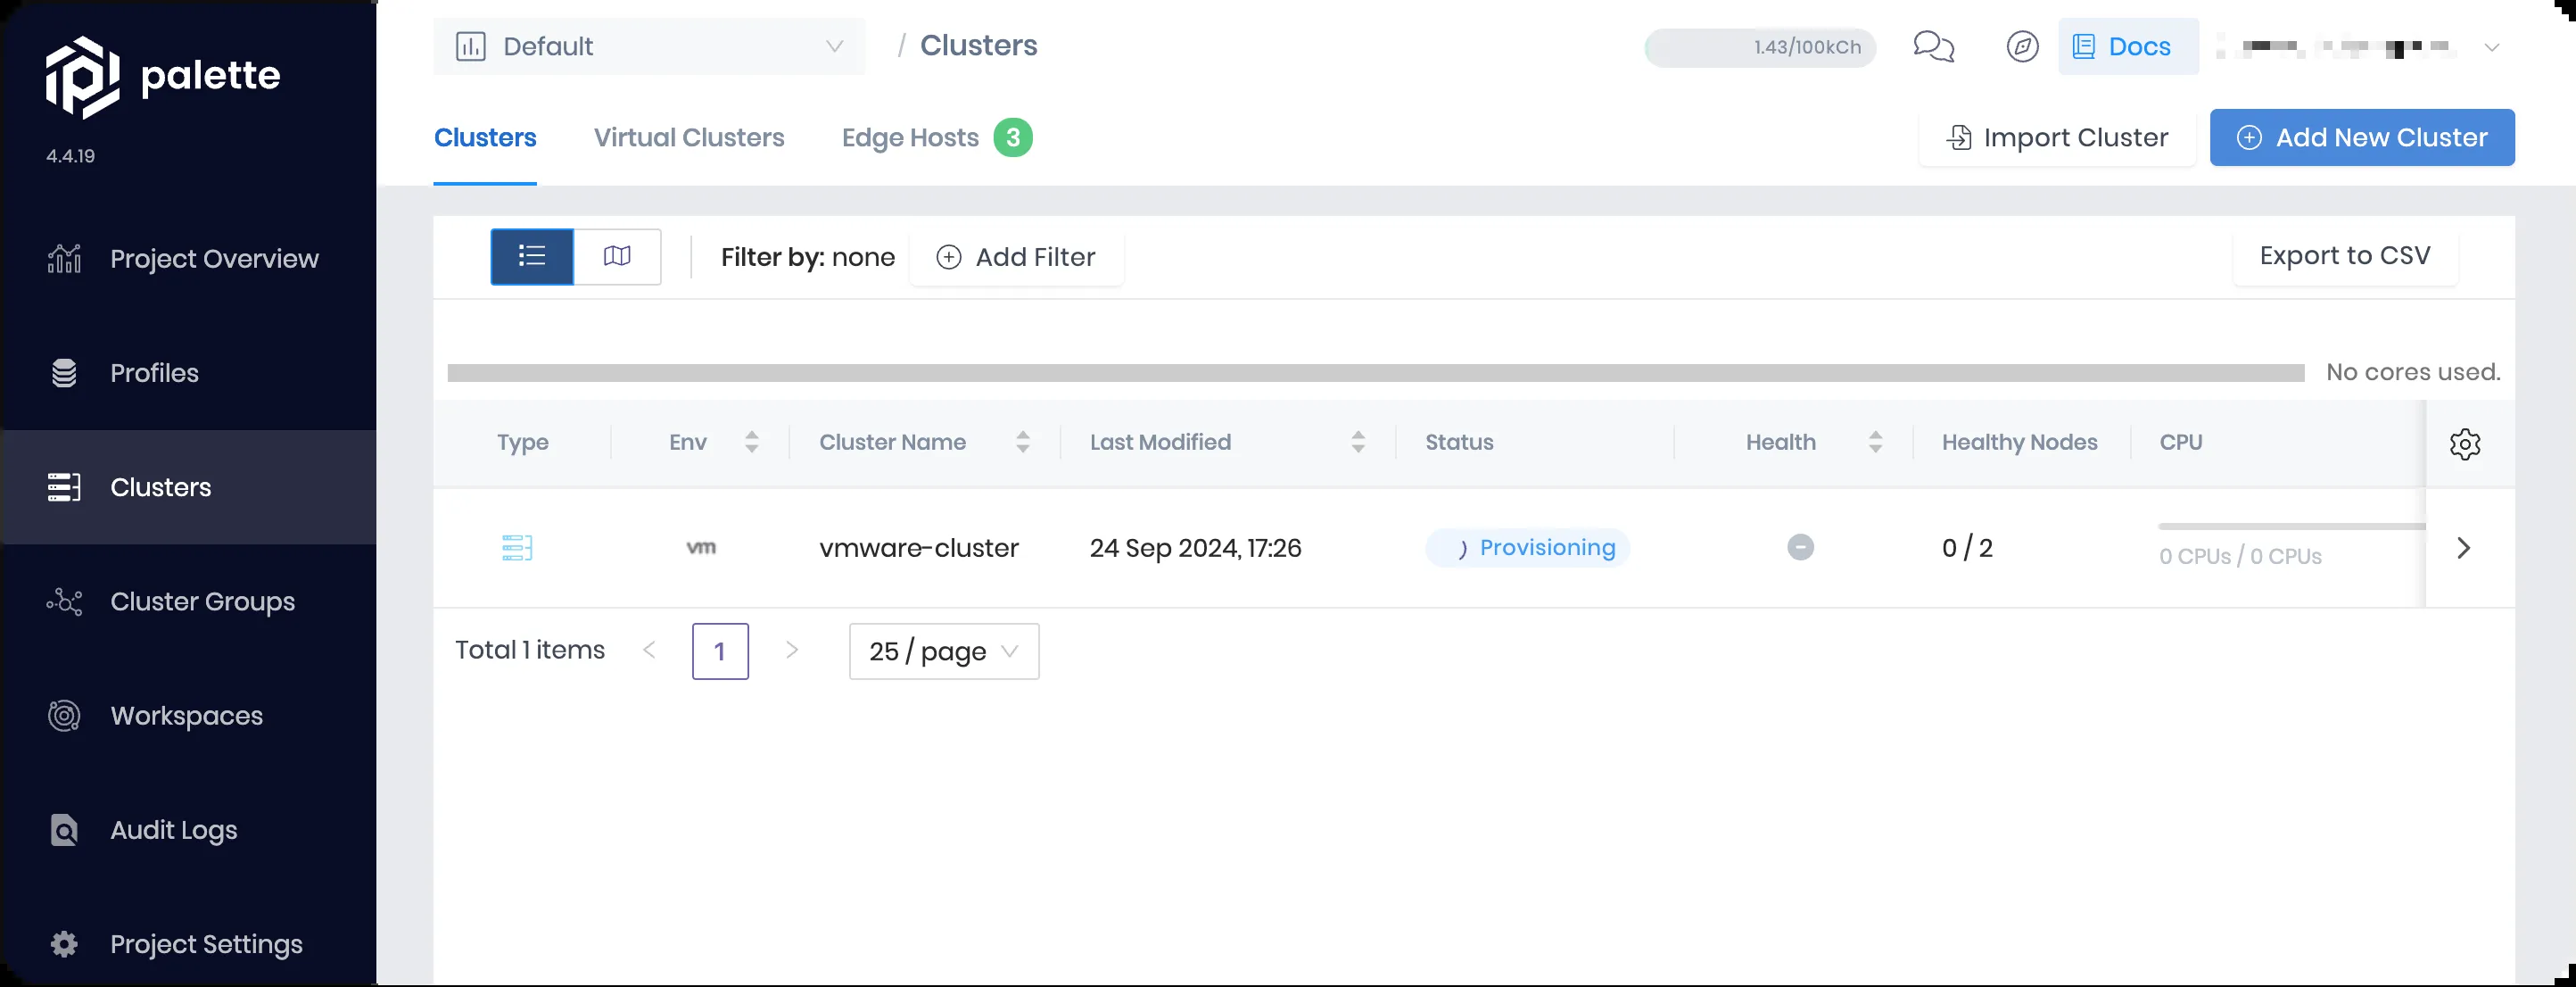 palette
4.4.19
Project Overview
Profiles
Clusters
Cluster Groups
Workspaces
Audit Logs
Project Settings
Default
/ Clusters
1.43/100kCh
Docs
Clusters
Virtual Clusters
Edge Hosts 3
Import Cluster
Add New Cluster
Filter by: none
Add Filter
Export to CSV
No cores used.
Type Env Cluster Name Last Modified Status Health Healthy Nodes CPU
vm vmware-cluster 24 Sep 2024, 17:26 Provisioning 0 / 2 0 CPUs / 0 CPUs
Total 1 items < 1 > 25 / page